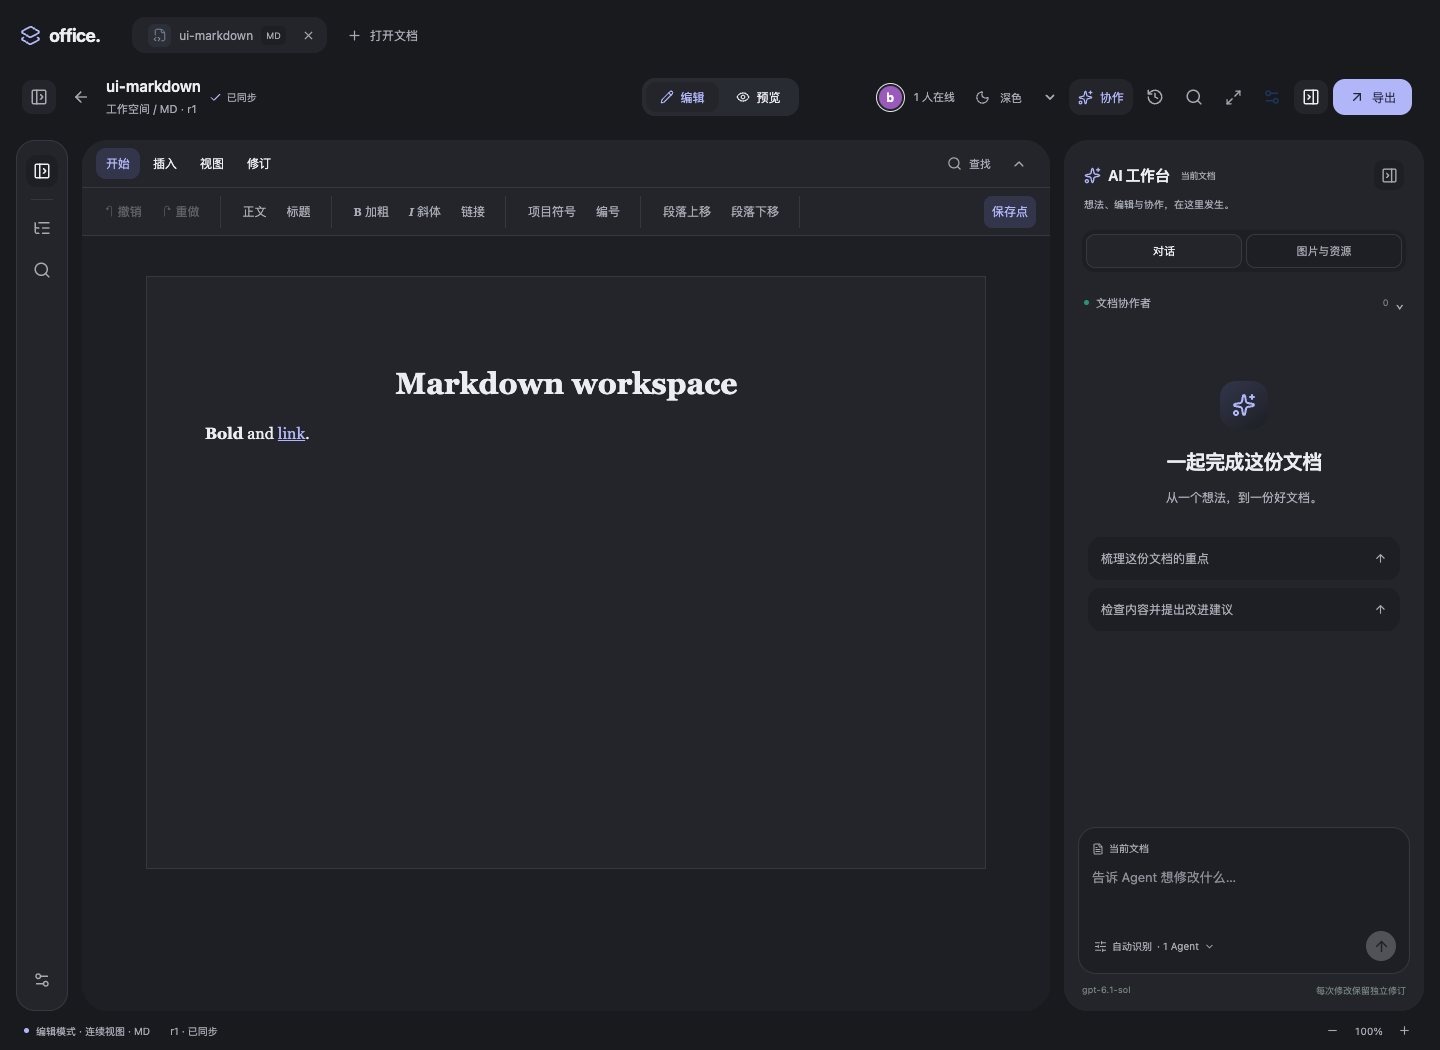 office.
ui-markdown MD
打开文档
ui-markdown
已同步
工作空间 / MD · r1
编辑
预览
b
1 人在线
深色
协作
导出
开始
插入
视图
修订
查找
撤销
重做
正文
标题
B 加粗
I 斜体
链接
项目符号
编号
段落上移
段落下移
保存点
Markdown workspace
Bold and link.
AI 工作台 当前文档
想法、编辑与协作，在这里发生。
对话
图片与资源
文档协作者
0
一起完成这份文档
从一个想法，到一份好文档。
梳理这份文档的重点
检查内容并提出改进建议
当前文档
告诉 Agent 想修改什么...
自动识别 · 1 Agent
gpt-6.1-sol
每次修改保留独立修订
编辑模式 · 连续视图 · MD
r1 · 已同步
100%